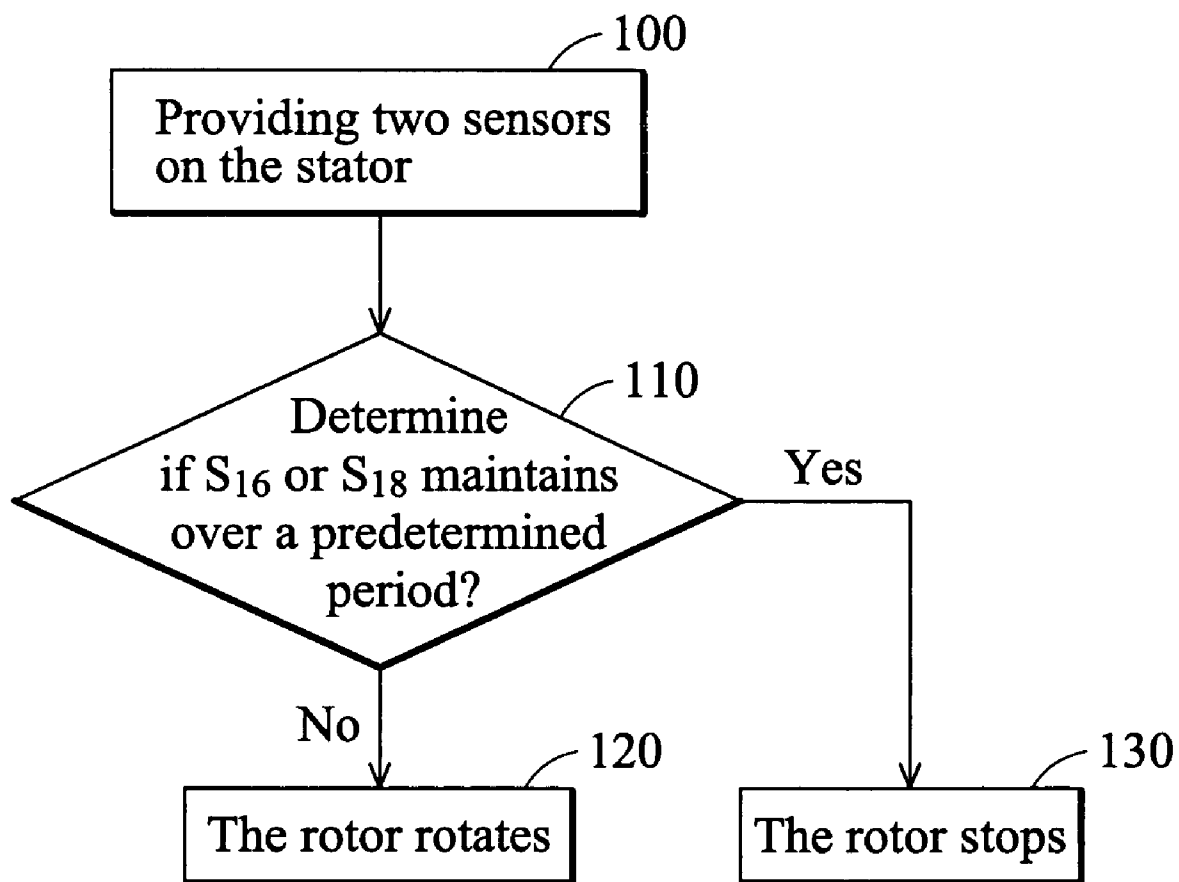 100
Providing two sensors
on the stator
110
Determine
if S16 or S18 maintains
over a predetermined
period?
Yes
No
120
130
The rotor rotates
The rotor stops